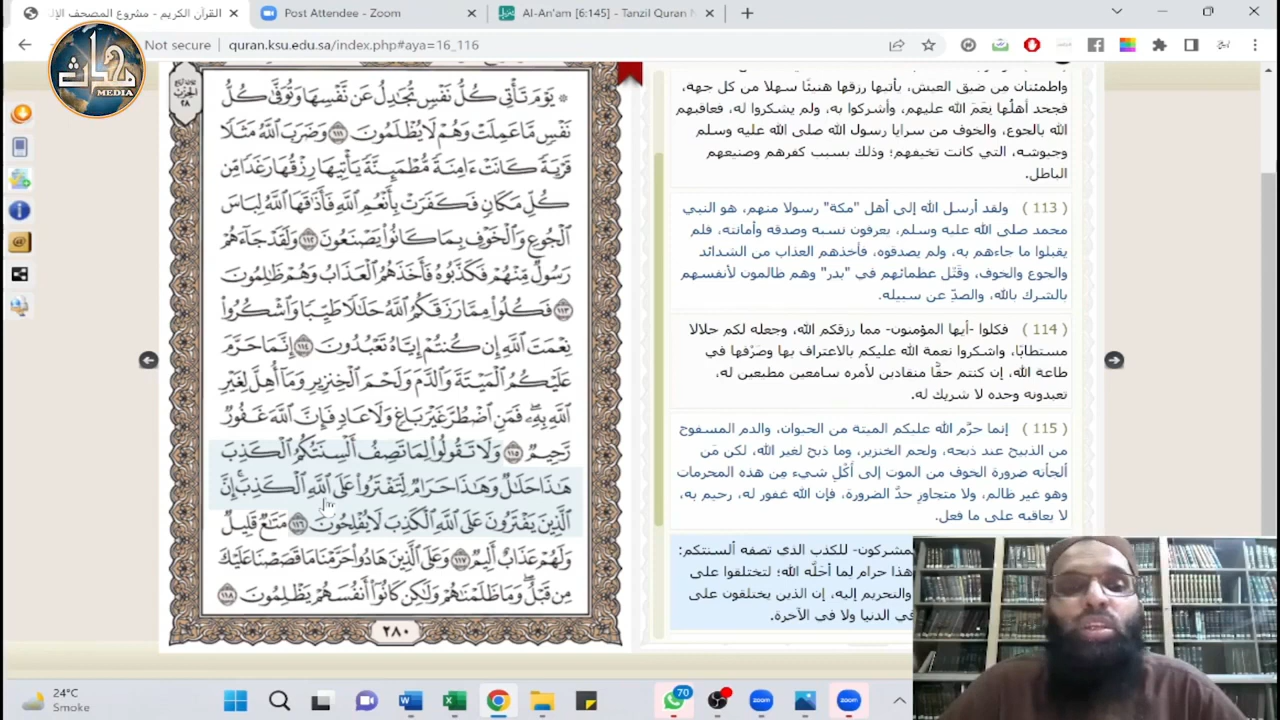 القرآن الكريم - مشروع المصحف الإل
Post Attendee - Zoom
Al-An'am [6:145] - Tanzil Quran N
Not secure
quran.ksu.edu.sa/index.php#aya=16_116
محدث
MEDIA
۞ يَوْمَ تَأْتِي كُلُّ نَفْسٍ تُجَادِلُ عَن نَّفْسِهَا وَتُوَفَّىٰ كُلُّ
نَفْسٍ مَّا عَمِلَتْ وَهُمْ لَا يُظْلَمُونَ ١١١ وَضَرَبَ اللَّهُ مَثَلًا
قَرْيَةً كَانَتْ ءَامِنَةً مُّطْمَئِنَّةً يَأْتِيهَا رِزْقُهَا رَغَدًا مِّن
كُلِّ مَكَانٍ فَكَفَرَتْ بِأَنْعُمِ اللَّهِ فَأَذَاقَهَا اللَّهُ لِبَاسَ
الْجُوعِ وَالْخَوْفِ بِمَا كَانُوا يَصْنَعُونَ ١١٢ وَلَقَدْ جَاءَهُمْ
رَسُولٌ مِّنْهُمْ فَكَذَّبُوهُ فَأَخَذَهُمُ الْعَذَابُ وَهُمْ ظَالِمُونَ
١١٣ فَكُلُوا مِمَّا رَزَقَكُمُ اللَّهُ حَلَالًا طَيِّبًا وَاشْكُرُوا
نِعْمَتَ اللَّهِ إِن كُنتُمْ إِيَّاهُ تَعْبُدُونَ ١١٤ إِنَّمَا حَرَّمَ
عَلَيْكُمُ الْمَيْتَةَ وَالدَّمَ وَلَحْمَ الْخِنزِيرِ وَمَا أُهِلَّ لِغَيْرِ
اللَّهِ بِهِ فَمَنِ اضْطُرَّ غَيْرَ بَاغٍ وَلَا عَادٍ فَإِنَّ اللَّهَ غَفُورٌ
رَّحِيمٌ ١١٥ وَلَا تَقُولُوا لِمَا تَصِفُ أَلْسِنَتُكُمُ الْكَذِبَ
هَٰذَا حَلَالٌ وَهَٰذَا حَرَامٌ لِّتَفْتَرُوا عَلَى اللَّهِ الْكَذِبَ إِنَّ
الَّذِينَ يَفْتَرُونَ عَلَى اللَّهِ الْكَذِبَ لَا يُفْلِحُونَ ١١٦ مَتَاعٌ قَلِيلٌ
وَلَهُمْ عَذَابٌ أَلِيمٌ ١١٧ وَعَلَى الَّذِينَ هَادُوا حَرَّمْنَا مَا قَصَصْنَا عَلَيْكَ
مِن قَبْلُ وَمَا ظَلَمْنَاهُمْ وَلَٰكِن كَانُوا أَنفُسَهُمْ يَظْلِمُونَ ١١٨
٢٨٠
واطمئنان من ضيق العيش، يأتيها رزقها هنيئًا سهلا من كل جهة،
فجحد أهلُها نِعَمَ الله عليهم، وأشركوا به، ولم يشكروا له، فعاقبهم
الله بالجوع، والخوف من سرايا رسول الله صلى الله عليه وسلم
وجيوشه، التي كانت تخيفهم؛ وذلك بسبب كفرهم وصنيعهم
الباطل.
( 113 ) ولقد أرسل الله إلى أهل "مكة" رسولا منهم، هو النبي
محمد صلى الله عليه وسلم، يعرفون نسبه وصدقه وأمانته، فلم
يقبلوا ما جاءهم به، ولم يصدقوه، فأخذهم العذاب من الشدائد
والجوع والخوف، وقَتْل عظمائهم في "بدر" وهم ظالمون لأنفسهم
بالشرك بالله، والصدِّ عن سبيله.
( 114 ) فكلوا -أيها المؤمنون- مما رزقكم الله، وجعله لكم حلالا
مستطابًا، واشكروا نعمة الله عليكم بالاعتراف بها وصَرْفها في
طاعة الله، إن كنتم حقًّا منقادين لأمره سامعين مطيعين له،
تعبدونه وحده لا شريك له.
( 115 ) إنما حرَّم الله عليكم الميتة من الحيوان، والدم المسفوح
من الذبيح عند ذبحه، ولحم الخنزير، وما ذبح لغير الله، لكن مَن
ألجأته ضرورة الخوف من الموت إلى أَكْلِ شيء مِن هذه المحرمات
وهو غير ظالم، ولا متجاوزٍ حدَّ الضرورة، فإن الله غفور له، رحيم به،
لا يعاقبه على ما فعل.
المشركون- للكذب الذي تصفه ألسنتكم:
هذا حرام لِما أحَلَّه الله؛ لتختلقوا على
والتحريم إليه، إن الذين يختلقون على
في الدنيا ولا في الآخرة.
24°C
Smoke
70